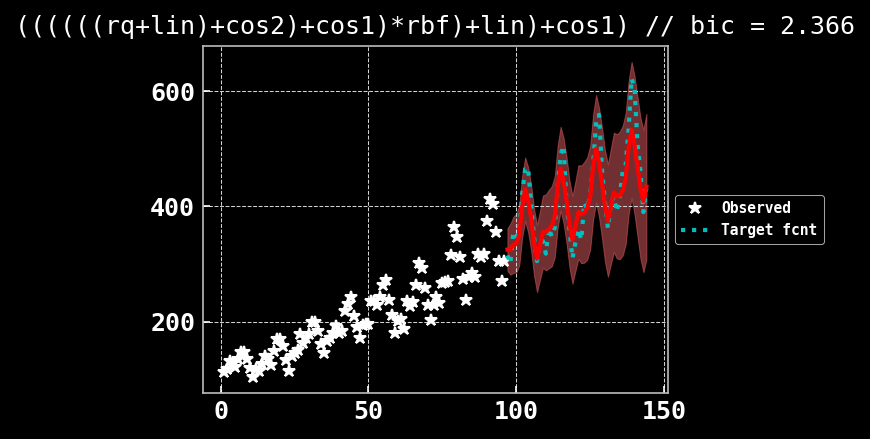 ((((((rq+lin)+cos2)+cos1)*rbf)+lin)+cos1) // bic = 2.366
600
400
200
0 50 100 150
Observed
Target fcnt